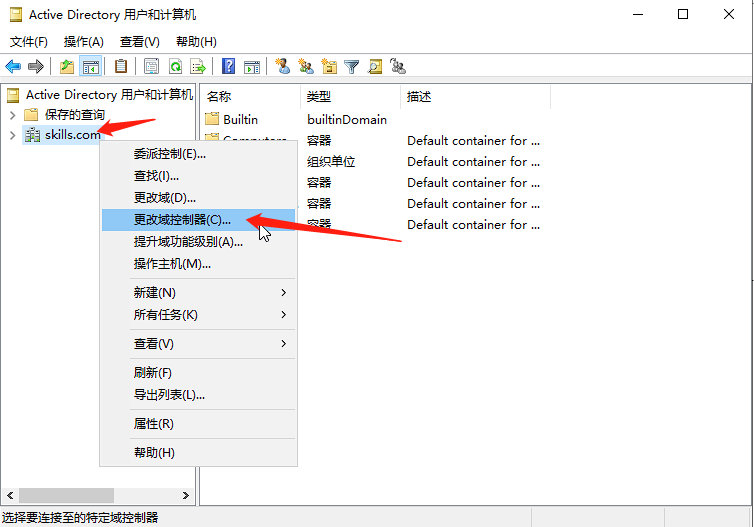 Active Directory 用户和计算机
文件(F) 操作(A) 查看(V) 帮助(H)
Active Directory 用户和计算机
保存的查询
skills.com
名称 类型 描述
Builtin builtinDomain
Computers 容器 Default container for ...
组织单位
容器 Default container for ...
容器 Default container for ...
容器 Default container for ...
委派控制(E)...
查找(I)...
更改域(D)...
更改域控制器(C)...
提升域功能级别(A)...
操作主机(M)...
新建(N)
所有任务(K)
查看(V)
刷新(F)
导出列表(L)...
属性(R)
帮助(H)
选择要连接至的特定域控制器